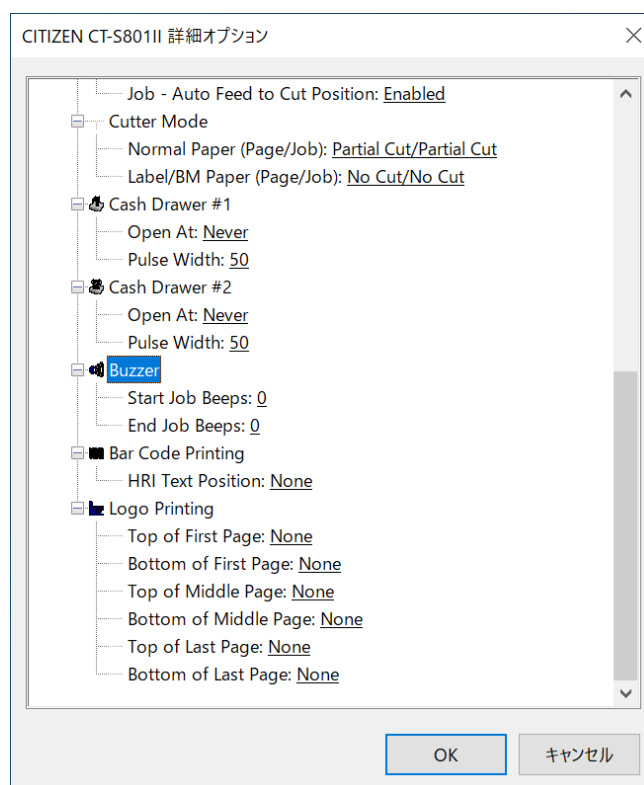 CITIZEN CT-S801II 詳細オプション
Job - Auto Feed to Cut Position: Enabled
Cutter Mode
Normal Paper (Page/Job): Partial Cut/Partial Cut
Label/BM Paper (Page/Job): No Cut/No Cut
Cash Drawer #1
Open At: Never
Pulse Width: 50
Cash Drawer #2
Open At: Never
Pulse Width: 50
Buzzer
Start Job Beeps: 0
End Job Beeps: 0
Bar Code Printing
HRI Text Position: None
Logo Printing
Top of First Page: None
Bottom of First Page: None
Top of Middle Page: None
Bottom of Middle Page: None
Top of Last Page: None
Bottom of Last Page: None
OK キャンセル